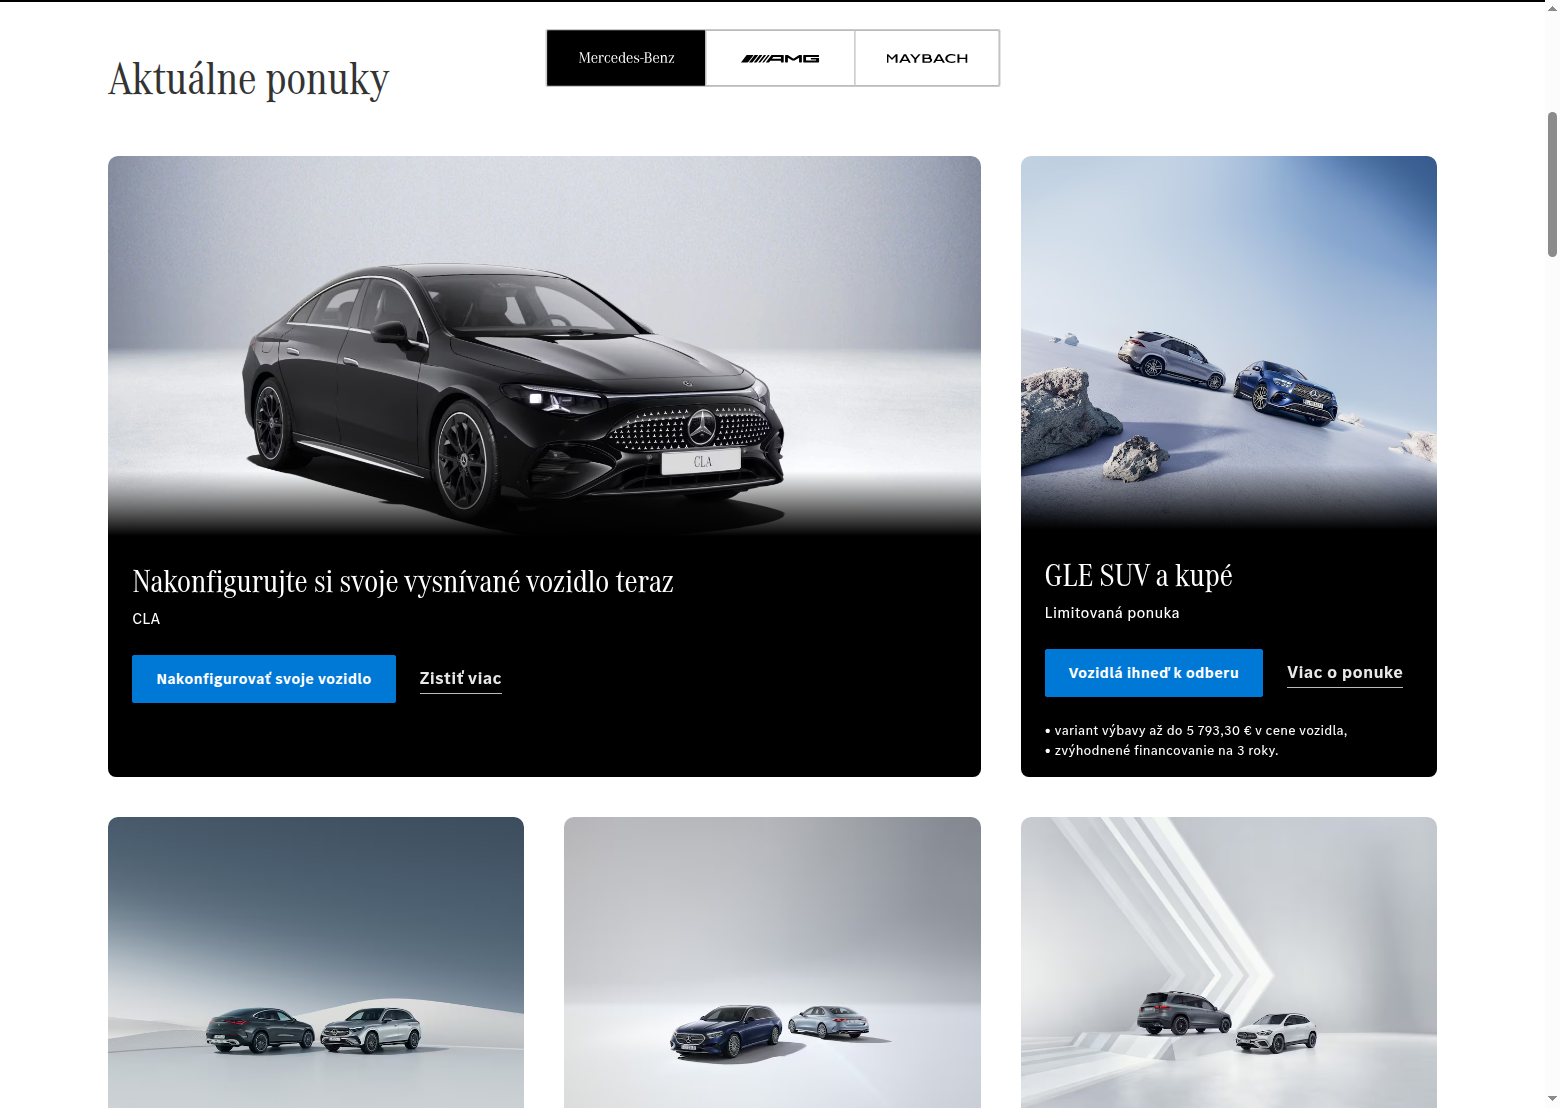 Aktuálne ponuky
Mercedes-Benz
AMG
MAYBACH
CLA
Nakonfigurujte si svoje vysnívané vozidlo teraz
CLA
Nakonfigurovať svoje vozidlo
Zistiť viac
GLE SUV a kupé
Limitovaná ponuka
Vozidlá ihneď k odberu
Viac o ponuke
• variant výbavy až do 5 793,30 € v cene vozidla,
• zvýhodnené financovanie na 3 roky.